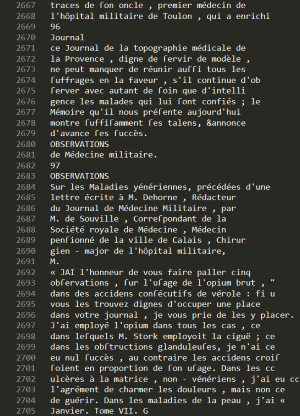 2667 traces de ſon oncle , premier médecin de
2668 l'hôpital militaire de Toulon , qui a enrichi
2669 96
2670 Journal
2671 ce Journal de la topographie médicale de
2672 la Provence , digne de ſervir de modèle ,
2673 ne peut manquer de réunir auſſi tous les
2674 ſuffrages en ſa faveur , s'il continue d'ob
2675 ſerver avec autant de ſoin que d'intelli
2676 gence les malades qui lui ſont confiés ; le
2677 Mémoire qu'il nous préſente aujourd'hui
2678 montre ſuffiſamment ſes talens, &annonce
2679 d'avance ſes ſuccès.
2680 OBSERVATIONS
2681 de Médecine militaire.
2682 97
2683 OBSERVATIONS
2684 Sur les Maladies yénériennes, précédées d'une
2685 lettre écrite à M. Dehorne , Rédacteur
2686 du Journal de Médecine Militaire , par
2687 M. de Souville , Correſpondant de la
2688 Société royale de Médecine , Médecin
2689 penſionné de la ville de Calais , Chirur
2690 gien - major de l'hôpital militaire,
2691 M.
2692 « JAI l'honneur de vous faire paller cinq
2693 obſervations , ſur l'uſage de l'opium brut , "
2694 dans des accidens conſécutifs de vérole : ſi u
2695 vous les trouvez dignes d'occuper une place
2696 dans votre journal , je vous prie de les y placer.
2697 J'ai employé l'opium dans tous les cas , ce
2698 dans leſquels M. Stork employoit la ciguë ; ce
2699 dans les obſtructions glanduleuſes, je n'ai ce
2700 eu nul ſuccès , au contraire les accidens croiſ
2701 ſoient en proportion de ſon uſage. Dans les cc
2702 ulcères à la matrice , non - vénériens , j'ai eu cc
2703 l'agrément de charmer les douleurs , mais non ce
2704 de guérir. Dans les maladies de la peau , j'ai «
2705 Janvier. Tome VII. G